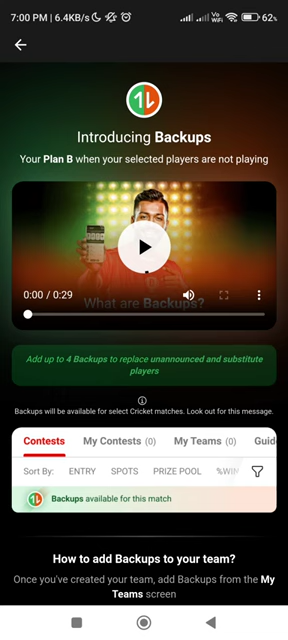 7:00 PM | 6.4KB/s
Vo
WiFi
62%
Introducing Backups
Your Plan B when your selected players are not playing
0:00 / 0:29
What are Backups?
Add up to 4 Backups to replace unannounced and substitute
players
Backups will be available for select Cricket matches. Look out for this message.
Contests My Contests (0) My Teams (0) Guid
Sort By: ENTRY SPOTS PRIZE POOL %WIN
Backups available for this match
How to add Backups to your team?
Once you've created your team, add Backups from the My
Teams screen